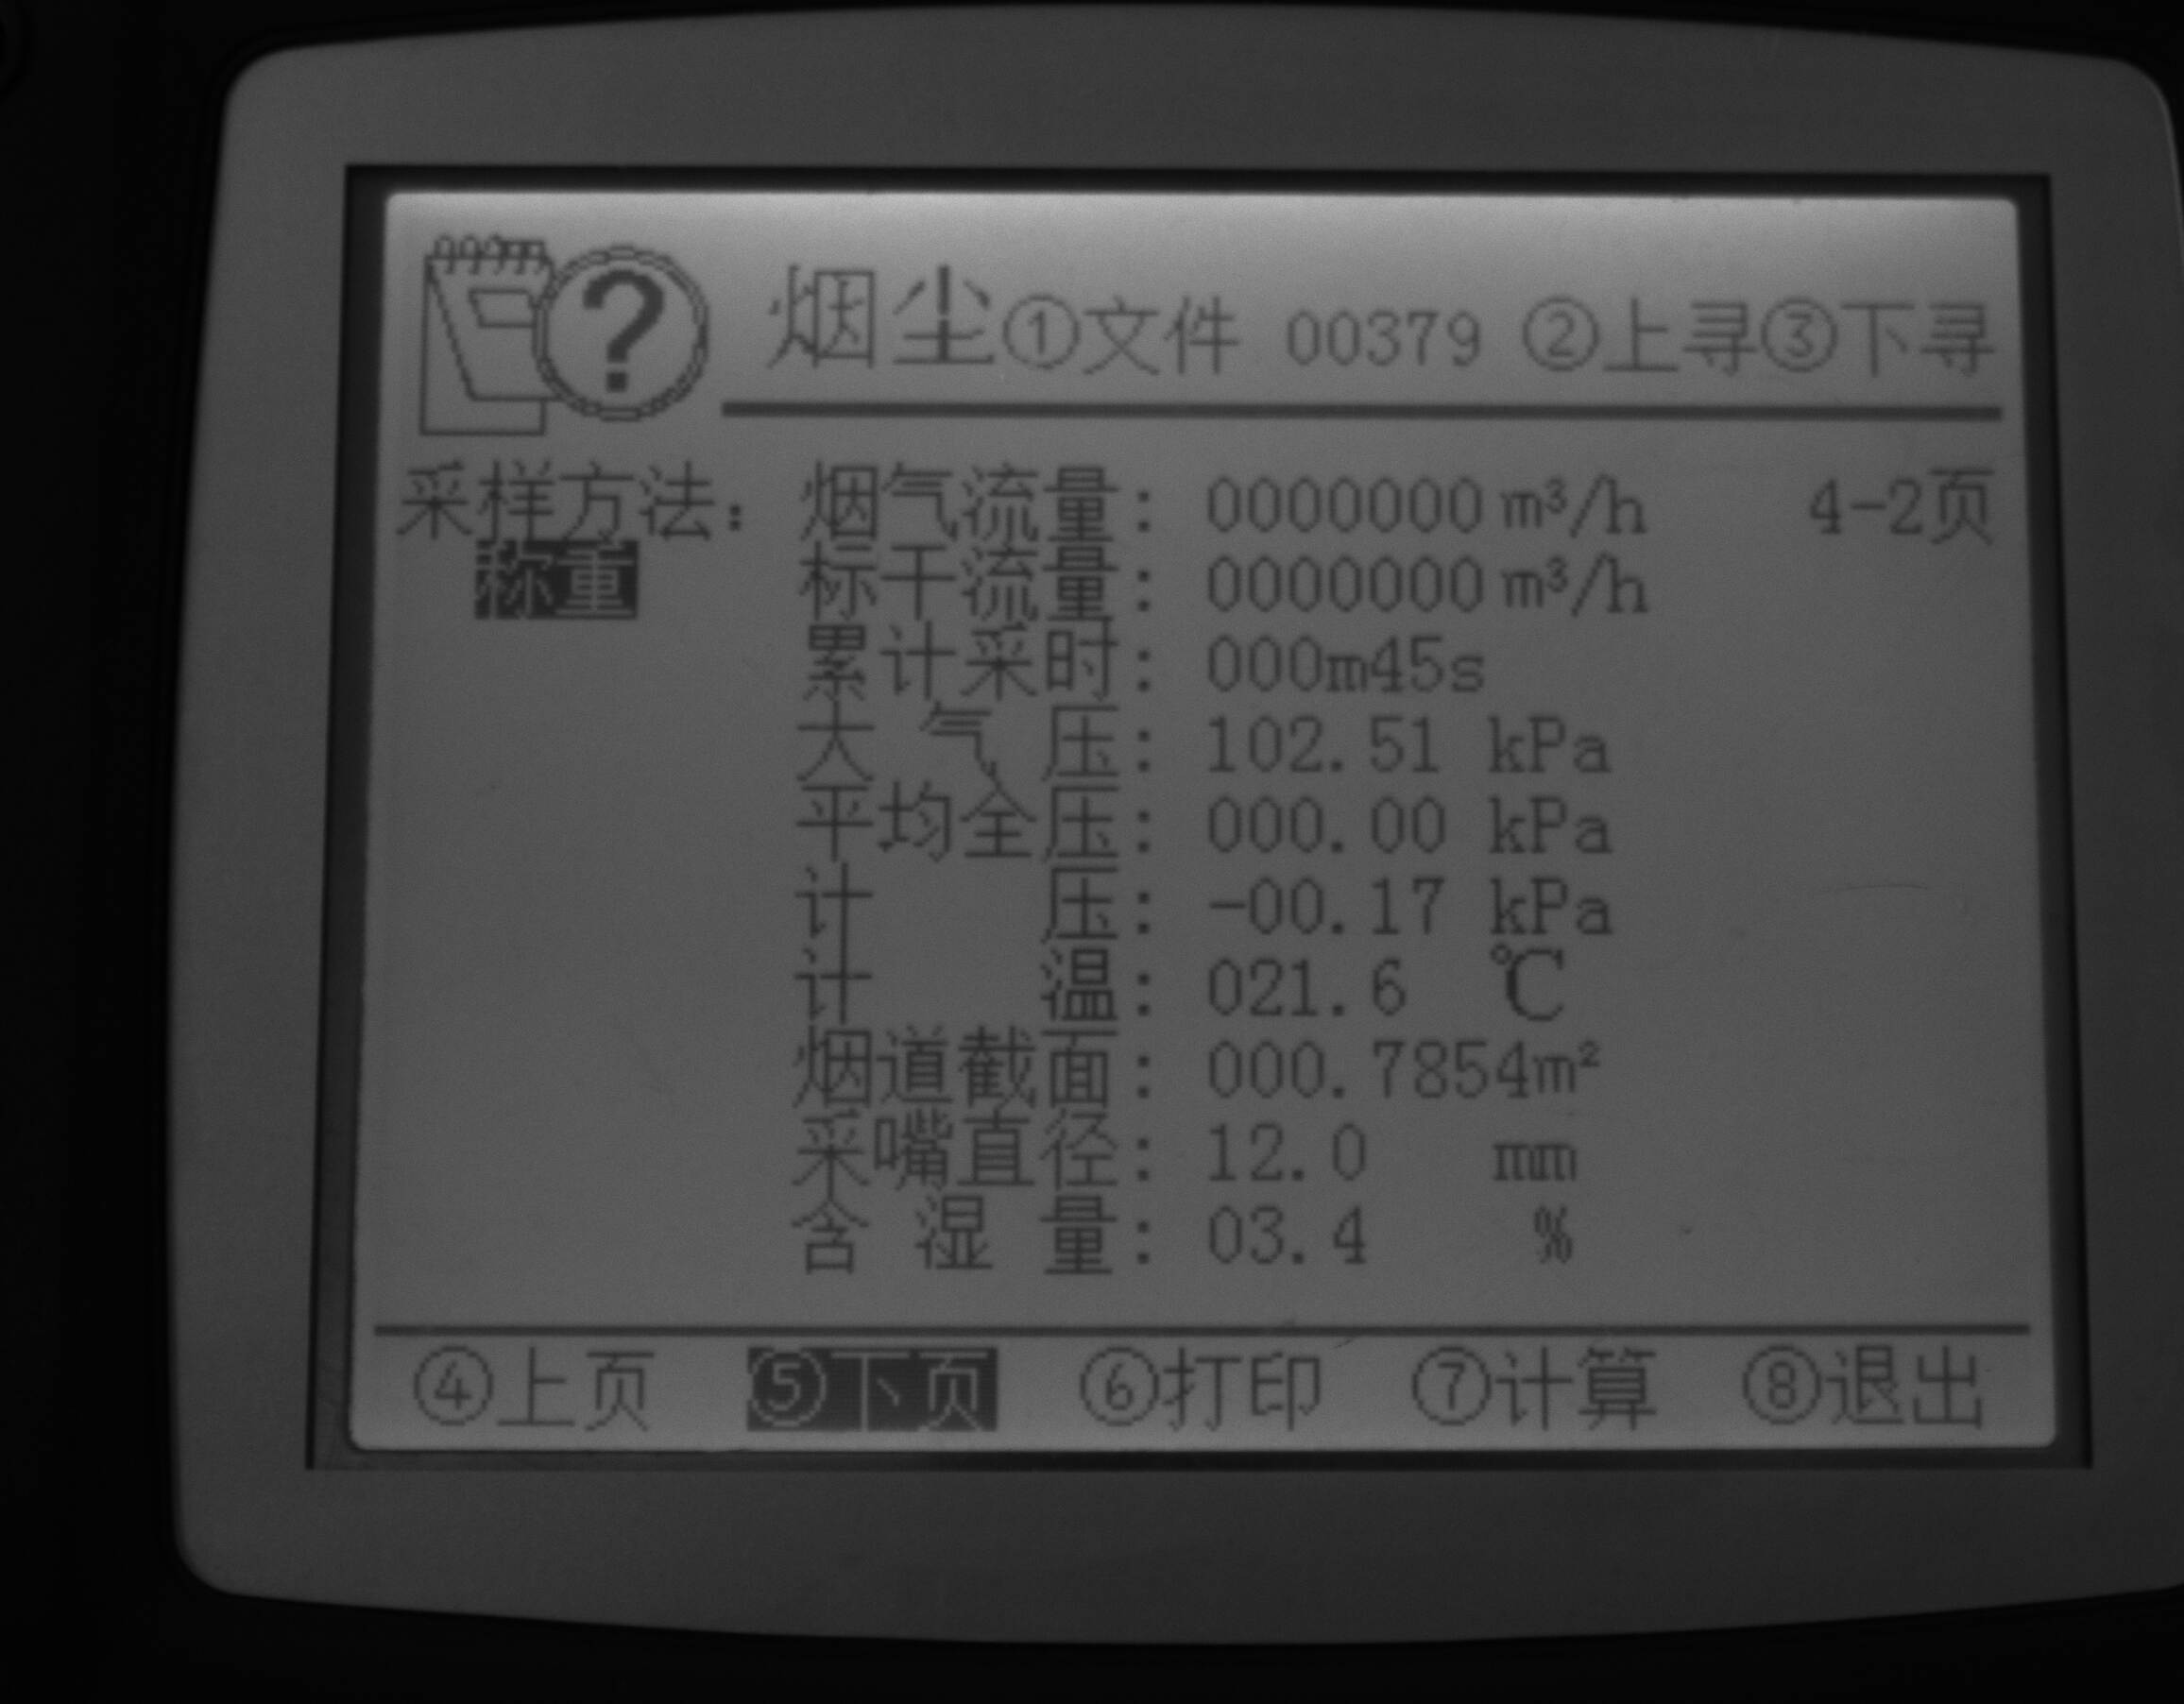 烟尘①文件 00379 ②上寻③下寻
采样方法: 烟气流量: 0000000 m³/h 4-2页
称重 标干流量: 0000000 m³/h
累计采时: 000m45s
大气压: 102.51 kPa
平均全压: 000.00 kPa
计压: -00.17 kPa
计温: 021.6 ℃
烟道截面: 000.7854m²
采嘴直径: 12.0 mm
含湿量: 03.4 %
④上页 ⑤下页 ⑥打印 ⑦计算 ⑧退出